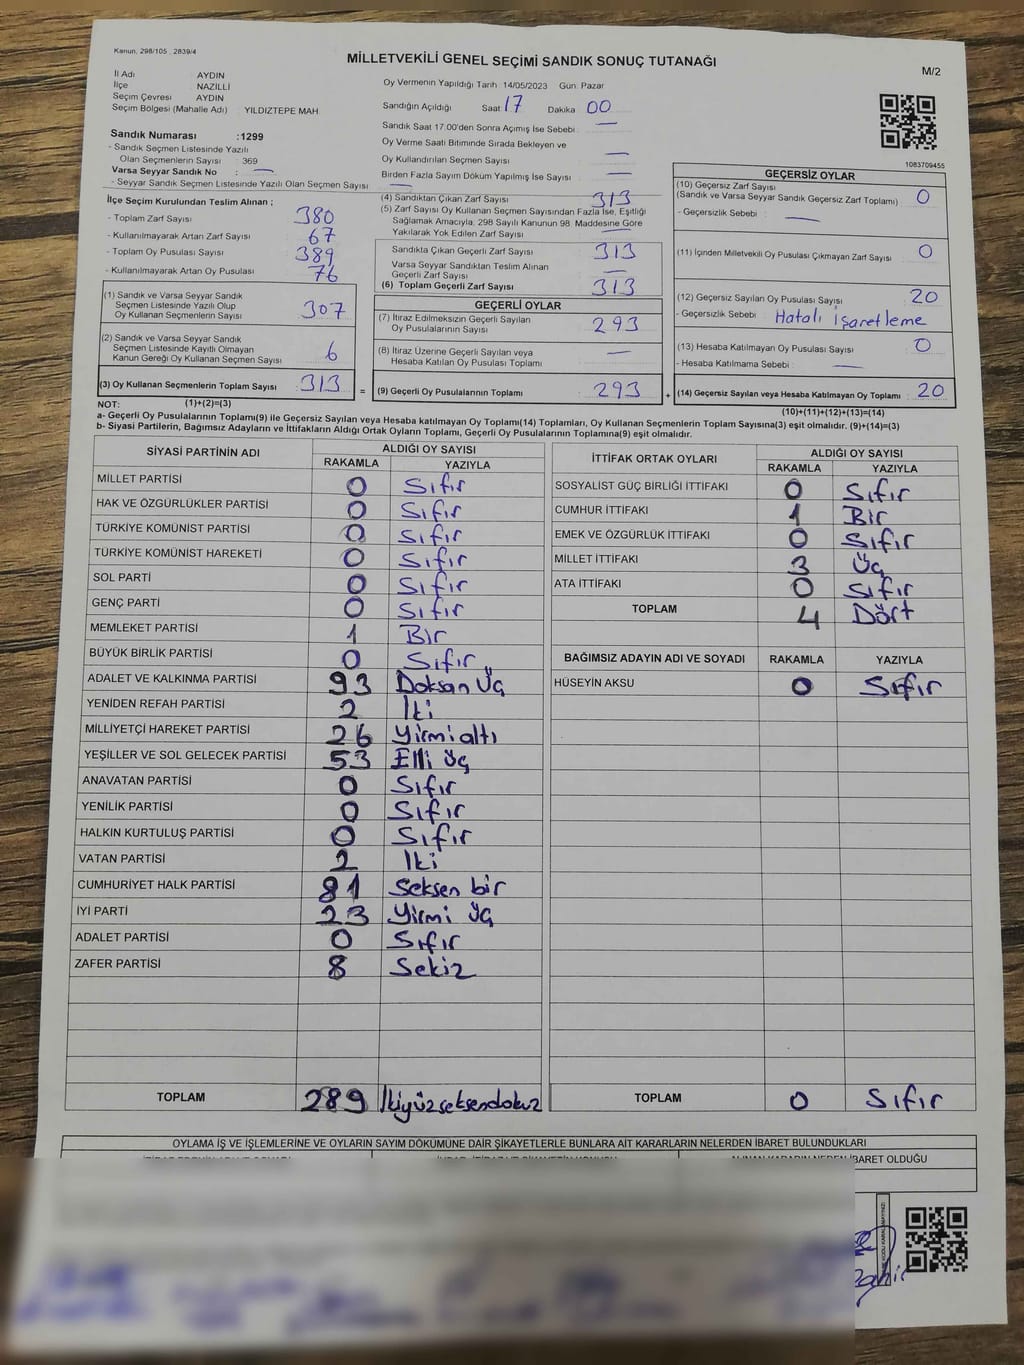 Kanun, 298/105 , 2839/4
MİLLETVEKİLİ GENEL SEÇİMİ SANDIK SONUÇ TUTANAĞI
M/2
İl Adı AYDIN
İlçe NAZİLLİ
Seçim Çevresi AYDIN
Seçim Bölgesi (Mahalle Adı) YILDIZTEPE MAH.
Sandık Numarası :1299
- Sandık Seçmen Listesinde Yazılı
Olan Seçmenlerin Sayısı : 369
Varsa Seyyar Sandık No : —
- Seyyar Sandık Seçmen Listesinde Yazılı Olan Seçmen Sayısı : —
İlçe Seçim Kurulundan Teslim Alınan ;
- Toplam Zarf Sayısı : 380
- Kullanılmayarak Artan Zarf Sayısı : 67
- Toplam Oy Pusulası Sayısı : 389
- Kullanılmayarak Artan Oy Pusulası : 76
(1) Sandık ve Varsa Seyyar Sandık
Seçmen Listesinde Yazılı Olup
Oy Kullanan Seçmenlerin Sayısı : 307
(2) Sandık ve Varsa Seyyar Sandık
Seçmen Listesinde Kayıtlı Olmayan
Kanun Gereği Oy Kullanan Seçmen Sayısı : 6
(3) Oy Kullanan Seçmenlerin Toplam Sayısı : 313
Oy Vermenin Yapıldığı Tarih : 14/05/2023 Gün : Pazar
Sandığın Açıldığı Saat : 17 Dakika : 00
Sandık Saat 17.00'den Sonra Açılmış İse Sebebi : —
Oy Verme Saati Bitiminde Sırada Bekleyen ve
Oy Kullandırılan Seçmen Sayısı : —
Birden Fazla Sayım Döküm Yapılmış İse Sayısı : —
(4) Sandıktan Çıkan Zarf Sayısı : 313
(5) Zarf Sayısı Oy Kullanan Seçmen Sayısından Fazla İse, Eşitliği
Sağlamak Amacıyla, 298 Sayılı Kanunun 98. Maddesine Göre
Yakılarak Yok Edilen Zarf Sayısı : —
Sandıkta Çıkan Geçerli Zarf Sayısı : 313
Varsa Seyyar Sandıktan Teslim Alınan
Geçerli Zarf Sayısı : —
(6) Toplam Geçerli Zarf Sayısı : 313
GEÇERLİ OYLAR
(7) İtiraz Edilmeksizin Geçerli Sayılan
Oy Pusulalarının Sayısı : 293
(8) İtiraz Üzerine Geçerli Sayılan veya
Hesaba Katılan Oy Pusulası Toplamı : —
= (9) Geçerli Oy Pusulalarının Toplamı : 293
1083709455
GEÇERSİZ OYLAR
(10) Geçersiz Zarf Sayısı
(Sandık ve Varsa Seyyar Sandık Geçersiz Zarf Toplamı) : 0
- Geçersizlik Sebebi : —
(11) İçinden Milletvekili Oy Pusulası Çıkmayan Zarf Sayısı : 0
(12) Geçersiz Sayılan Oy Pusulası Sayısı : 20
- Geçersizlik Sebebi : Hatalı İşaretleme
(13) Hesaba Katılmayan Oy Pusulası Sayısı : 0
- Hesaba Katılmama Sebebi : —
+ (14) Geçersiz Sayılan veya Hesaba Katılmayan Oy Toplamı : 20
NOT: (1)+(2)=(3)
(10)+(11)+(12)+(13)=(14)
a- Geçerli Oy Pusulalarının Toplamı(9) ile Geçersiz Sayılan veya Hesaba katılmayan Oy Toplamı(14) Toplamları, Oy Kullanan Seçmenlerin Toplam Sayısına(3) eşit olmalıdır. (9)+(14)=(3)
b- Siyasi Partilerin, Bağımsız Adayların ve İttifakların Aldığı Ortak Oyların Toplamı, Geçerli Oy Pusulalarının Toplamına(9) eşit olmalıdır.
SİYASİ PARTİNİN ADI ALDIĞI OY SAYISI
RAKAMLA YAZIYLA
MİLLET PARTİSİ 0 Sıfır
HAK VE ÖZGÜRLÜKLER PARTİSİ 0 Sıfır
TÜRKİYE KOMÜNİST PARTİSİ 0 Sıfır
TÜRKİYE KOMÜNİST HAREKETİ 0 Sıfır
SOL PARTİ 0 Sıfır
GENÇ PARTİ 0 Sıfır
MEMLEKET PARTİSİ 1 Bir
BÜYÜK BİRLİK PARTİSİ 0 Sıfır
ADALET VE KALKINMA PARTİSİ 93 Doksan Üç
YENİDEN REFAH PARTİSİ 2 İki
MİLLİYETÇİ HAREKET PARTİSİ 26 Yirmi altı
YEŞİLLER VE SOL GELECEK PARTİSİ 53 Elli üç
ANAVATAN PARTİSİ 0 Sıfır
YENİLİK PARTİSİ 0 Sıfır
HALKIN KURTULUŞ PARTİSİ 0 Sıfır
VATAN PARTİSİ 2 İki
CUMHURİYET HALK PARTİSİ 81 Seksen bir
İYİ PARTİ 23 Yirmi üç
ADALET PARTİSİ 0 Sıfır
ZAFER PARTİSİ 8 Sekiz
TOPLAM 289 İkiyüzseksendokuz
İTTİFAK ORTAK OYLARI ALDIĞI OY SAYISI
RAKAMLA YAZIYLA
SOSYALİST GÜÇ BİRLİĞİ İTTİFAKI 0 Sıfır
CUMHUR İTTİFAKI 1 Bir
EMEK VE ÖZGÜRLÜK İTTİFAKI 0 Sıfır
MİLLET İTTİFAKI 3 Üç
ATA İTTİFAKI 0 Sıfır
TOPLAM 4 Dört
BAĞIMSIZ ADAYIN ADI VE SOYADI RAKAMLA YAZIYLA
HÜSEYİN AKSU 0 Sıfır
TOPLAM 0 Sıfır
OYLAMA İŞ VE İŞLEMLERİNE VE OYLARIN SAYIM DÖKÜMÜNE DAİR ŞİKAYETLERLE BUNLARA AİT KARARLARIN NELERDEN İBARET BULUNDUKLARI
ALINAN KARARIN NEDEN İBARET OLDUĞU